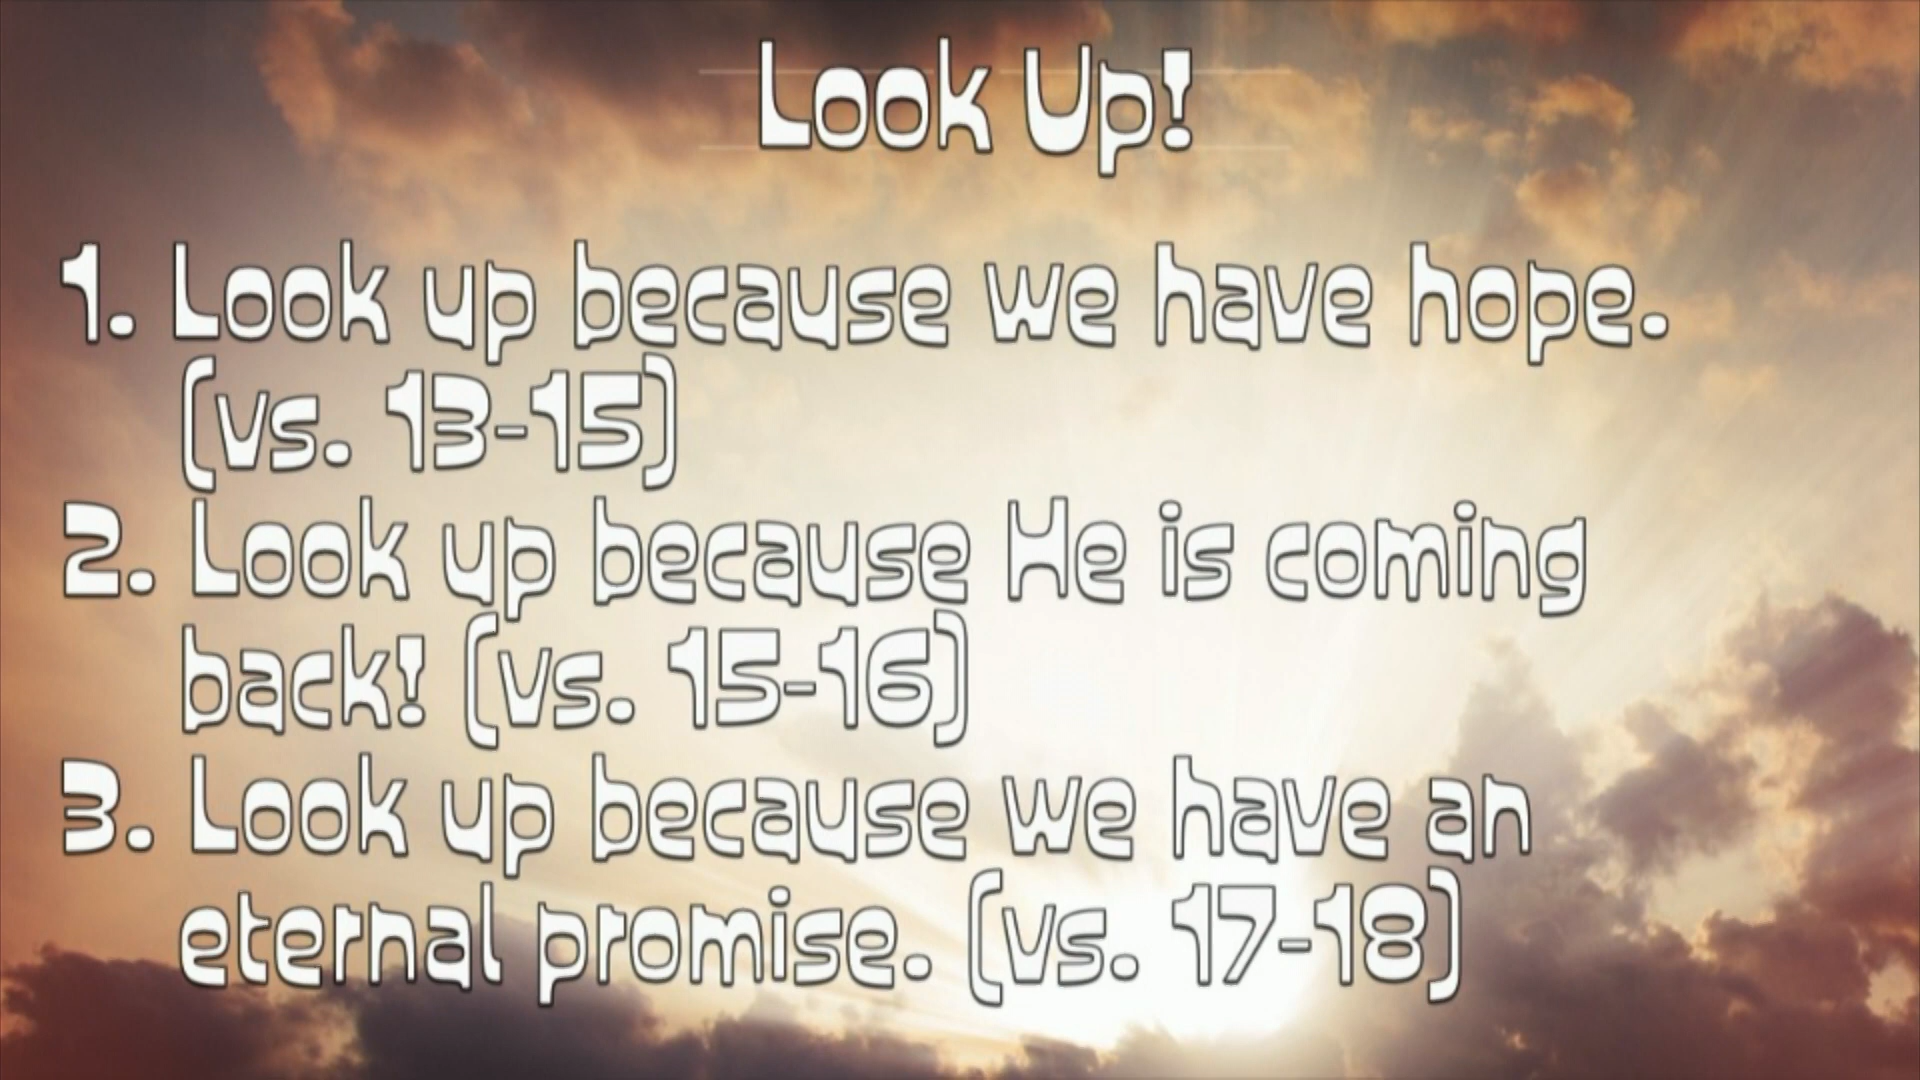 Look Up!
1. Look up because we have hope.
(vs. 13-15)
2. Look up because He is coming
back! (vs. 15-16)
3. Look up because we have an
eternal promise. (vs. 17-18)